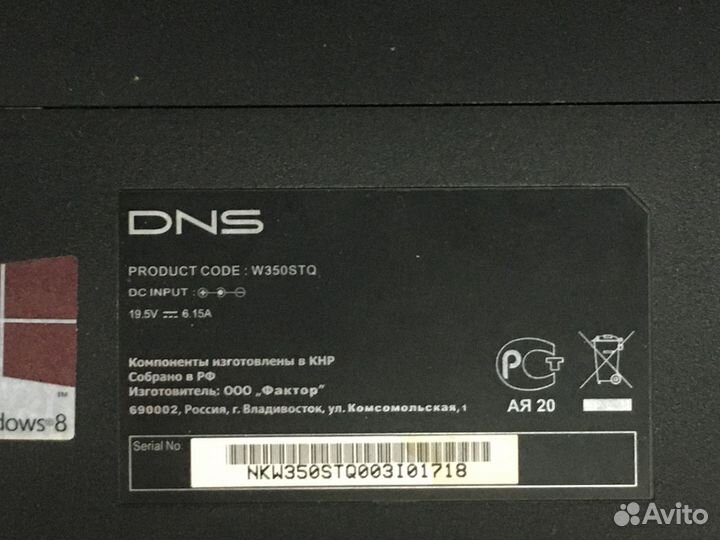 DNS
PRODUCT CODE : W350STQ
DC INPUT :
19.5V 6.15A
Компоненты изготовлены в КНР
Собрано в РФ
Изготовитель: ООО „Фактор"
690002, Россия, г. Владивосток, ул. Комсомольская, 1
РСТ
АЯ 20
Serial No
NKW350STQ003I01718
dows 8
Avito